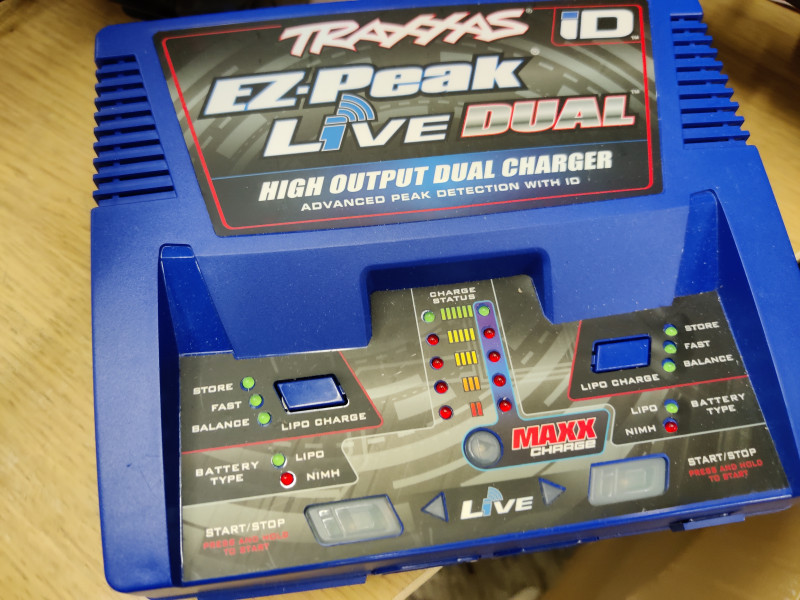 TRAXXAS
iD
EZ-Peak
LiVE DUAL
HIGH OUTPUT DUAL CHARGER
ADVANCED PEAK DETECTION WITH iD
CHARGE
STATUS
STORE
FAST
BALANCE
LIPO CHARGE
BATTERY
TYPE
LIPO
NiMH
START/STOP
PRESS AND HOLD
TO START
iD
LiVE
MAXX
CHARGE
STORE
FAST
BALANCE
LIPO CHARGE
LIPO
NiMH
BATTERY
TYPE
START/STOP
PRESS AND HOLD
TO START
iD